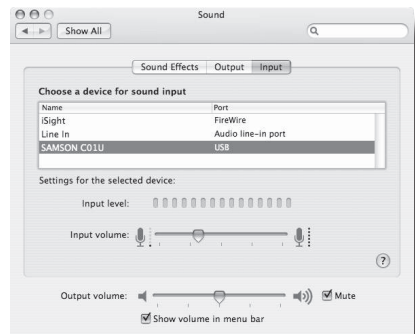 Sound
Show All
Sound Effects Output Input
Choose a device for sound input
Name Port
iSight FireWire
Line In Audio line-in port
SAMSON C01U USB
Settings for the selected device:
Input level:
Input volume:
?
Output volume: Mute
Show volume in menu bar